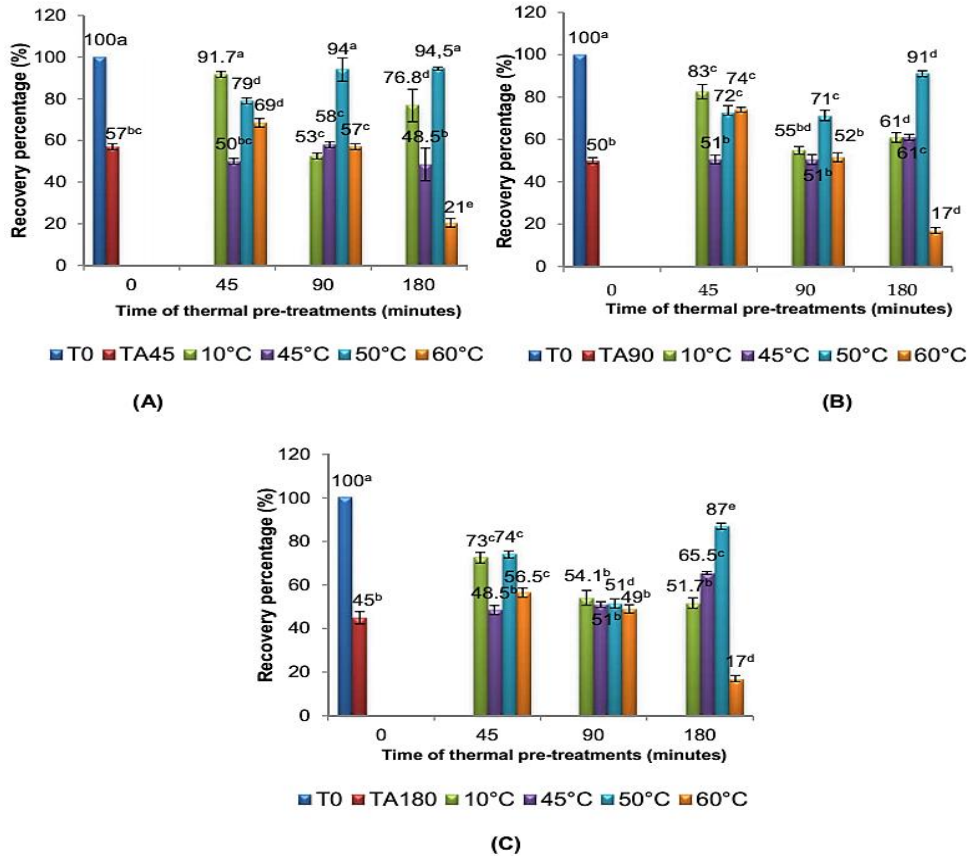 120
100
80
60
40
20
0
Recovery percentage (%)
100a
57bc
91.7a
50bc
79d
69d
53c
58c
94a
57c
76.8d
48.5b
94,5a
21e
0 45 90 180
Time of thermal pre-treatments (minutes)
T0 TA45 10°C 45°C 50°C 60°C
(A)
120
100
80
60
40
20
0
Recovery percentage (%)
100a
50b
83c
51b
72c
74c
55bd
51b
71c
52b
61d
61c
91d
17d
0 45 90 180
Time of thermal pre-treatments (minutes)
T0 TA90 10°C 45°C 50°C 60°C
(B)
120
100
80
60
40
20
0
Recovery percentage (%)
100a
45b
73c
48.5b
74c
56.5c
54.1b
51b
51d
49b
51.7b
65.5c
87e
17d
0 45 90 180
Time of thermal pre-treatments (minutes)
T0 TA180 10°C 45°C 50°C 60°C
(C)